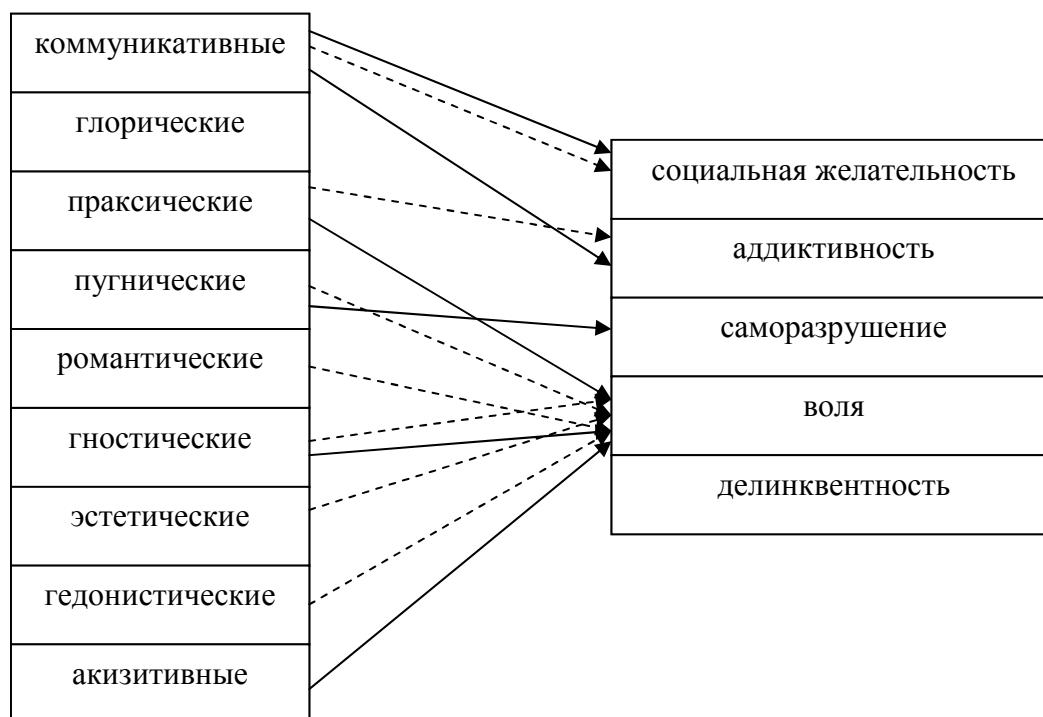 коммуникативные
глорические
праксические
пугнические
романтические
гностические
эстетические
гедонистические
акизитивные
социальная желательность
аддиктивность
саморазрушение
воля
делинквентность